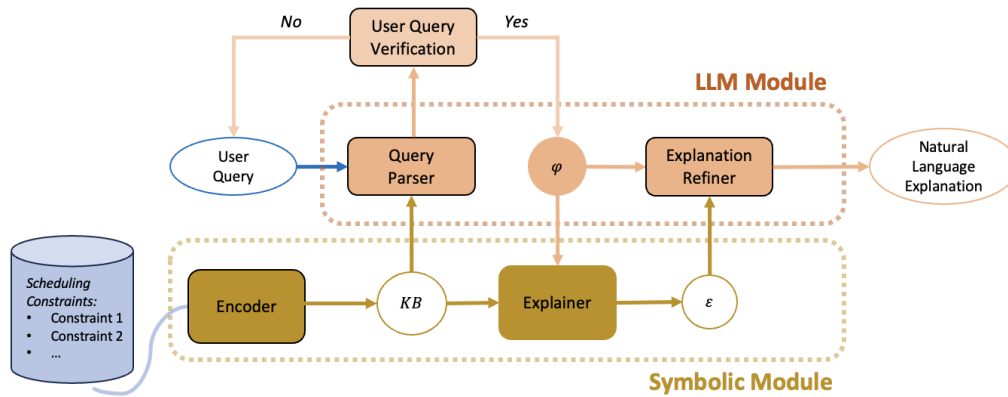 No
User Query
Verification
Yes
LLM Module
User
Query
Query
Parser
φ
Explanation
Refiner
Natural
Language
Explanation
Scheduling
Constraints:
• Constraint 1
• Constraint 2
• ...
Encoder
KB
Explainer
ε
Symbolic Module